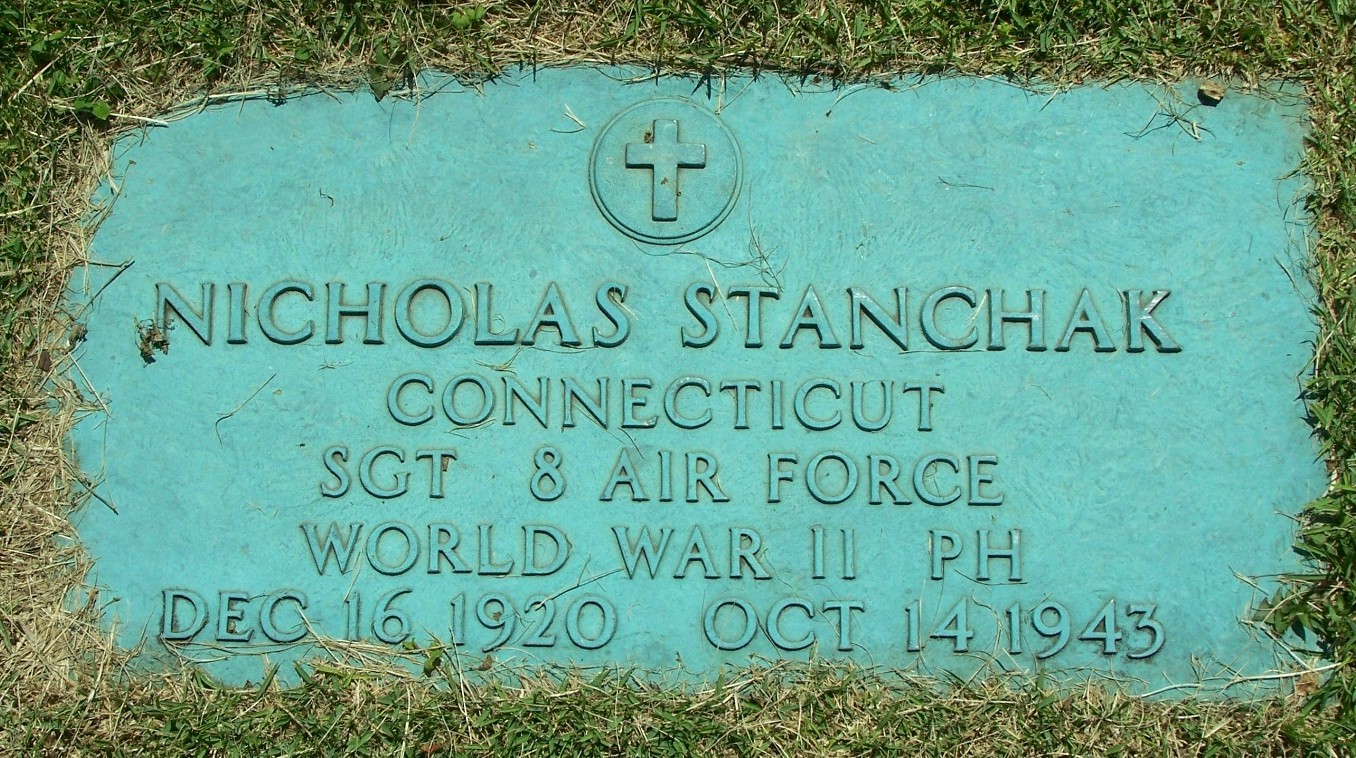 NICHOLAS STANCHAK
CONNECTICUT
SGT 8 AIR FORCE
WORLD WAR II PH
DEC 16 1920 OCT 14 1943